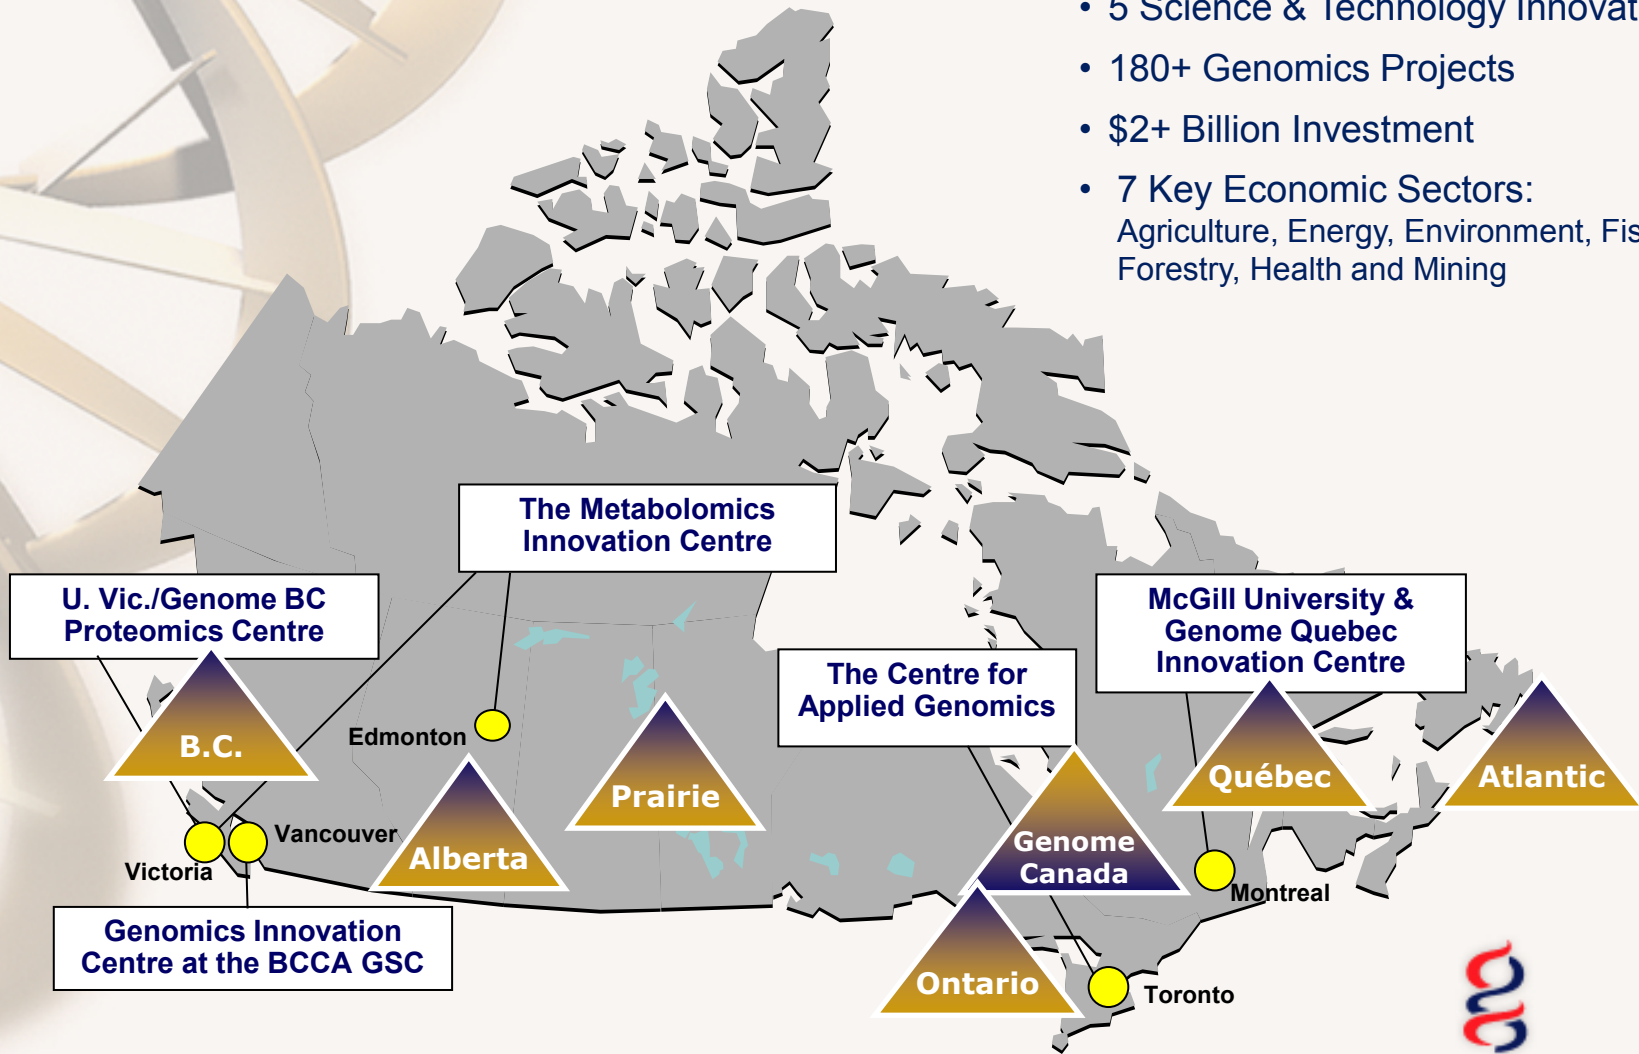 • 5 Science & Technology
• 180+ Genomics Projects
• $2+ Billion Investment
• 7 Key Economic Sectors:
Agriculture, Energy, Environment,
Forestry, Health and Mining
The Metabolomics
Innovation Centre
U. Vic./Genome BC
Proteomics Centre
McGill University &
Genome Quebec
Innovation Centre
The Centre for
Applied Genomics
B.C.
Edmonton
Prairie
Québec
Atlantic
Vancouver
Alberta
Genome
Canada
Victoria
Montreal
Genomics Innovation
Centre at the BCCA GSC
Ontario
Toronto